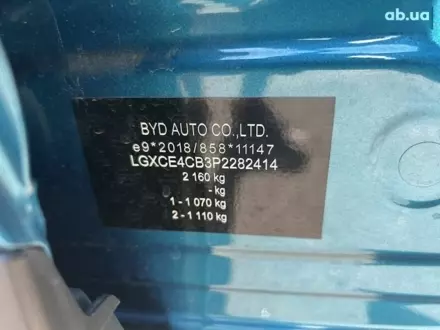 ab.ua
BYD AUTO CO.,LTD.
e9*2018/858*11147
LGXCE4CB3P2282414
2 160 kg
- kg
1 - 1 070 kg
2 - 1 110 kg